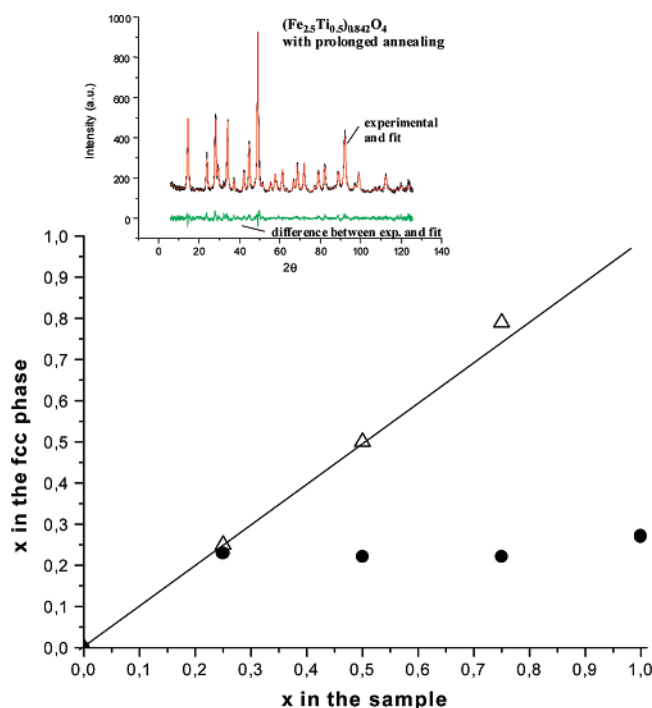 (Fe2.5Ti0.5)0.842O4
with prolonged annealing
1000
800
600
400
200
0
Intensity (a.u.)
experimental
and fit
difference between exp. and fit
0 20 40 60 80 100 120 140
2θ
1,0
0,9
0,8
0,7
0,6
0,5
0,4
0,3
0,2
0,1
0,0
x in the fcc phase
0,0 0,1 0,2 0,3 0,4 0,5 0,6 0,7 0,8 0,9 1,0
x in the sample